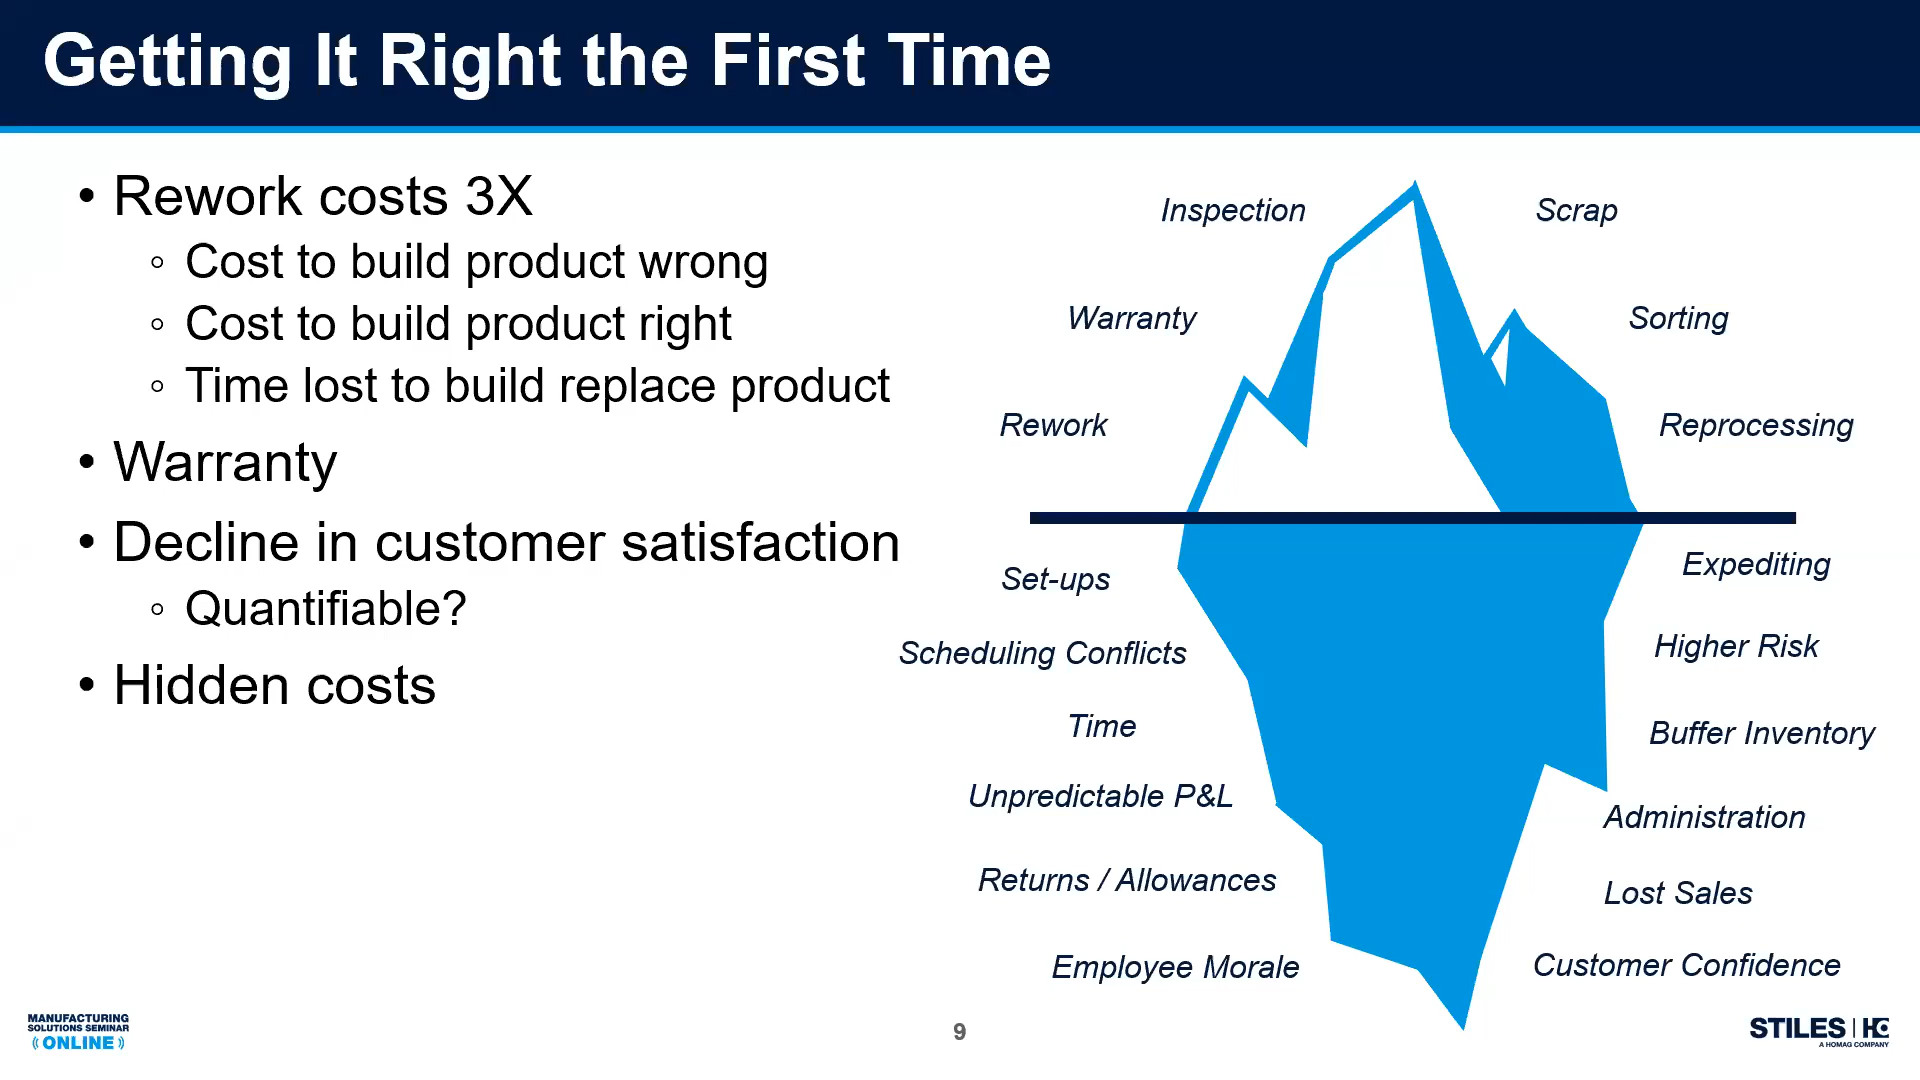 Getting It Right the First Time
• Rework costs 3X
◦ Cost to build product wrong
◦ Cost to build product right
◦ Time lost to build replace product
• Warranty
• Decline in customer satisfaction
◦ Quantifiable?
• Hidden costs
Inspection
Scrap
Warranty
Sorting
Rework
Reprocessing
Set-ups
Expediting
Scheduling Conflicts
Higher Risk
Time
Buffer Inventory
Unpredictable P&L
Administration
Returns / Allowances
Lost Sales
Employee Morale
Customer Confidence
MANUFACTURING
SOLUTIONS SEMINAR
ONLINE
9
STILES
A HOMAG COMPANY